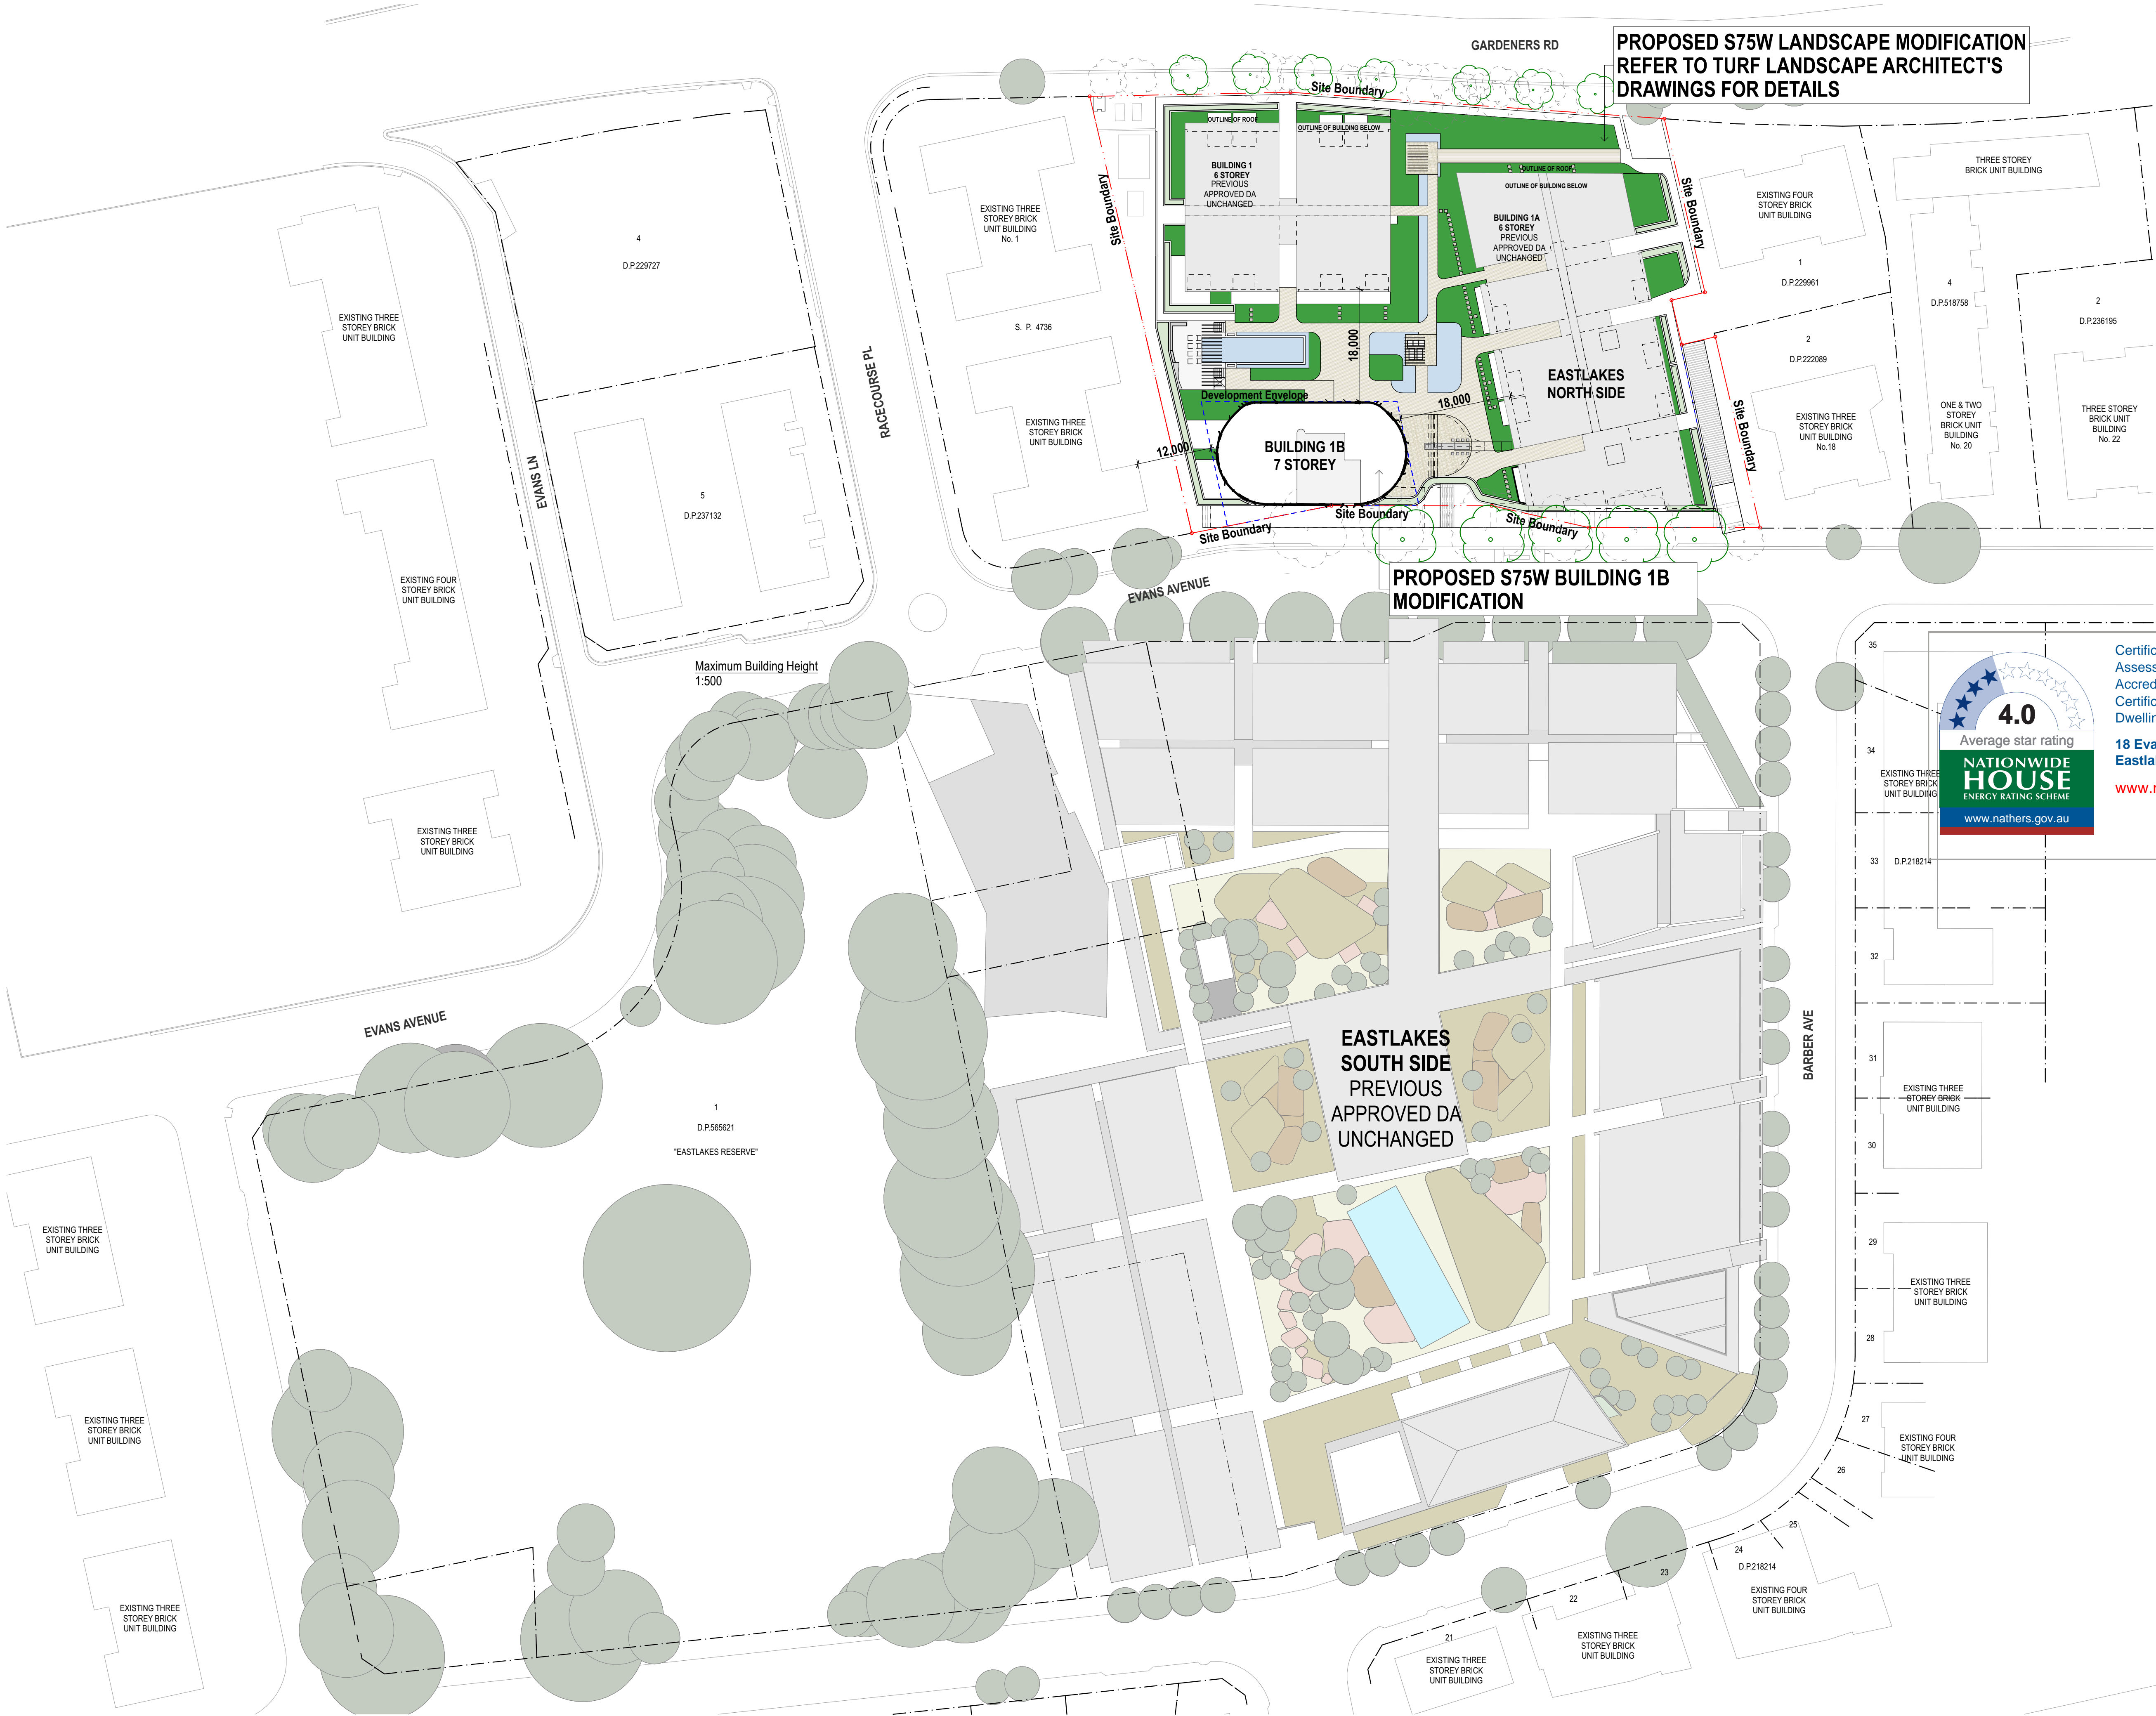 GARDENERS RD
PROPOSED S75W LANDSCAPE MODIFICATION
REFER TO TURF LANDSCAPE ARCHITECT'S
DRAWINGS FOR DETAILS
Site Boundary
OUTLINE OF ROOF
OUTLINE OF BUILDING BELOW
BUILDING 1
6 STOREY
PREVIOUS
APPROVED DA
UNCHANGED
OUTLINE OF ROOF
OUTLINE OF BUILDING BELOW
BUILDING 1A
6 STOREY
PREVIOUS
APPROVED DA
UNCHANGED
Site Boundary
Site Boundary
EXISTING THREE
STOREY BRICK
UNIT BUILDING
No. 1
S. P. 4736
EXISTING THREE
STOREY BRICK
UNIT BUILDING
4
D.P.229727
5
D.P.237132
EXISTING THREE
STOREY BRICK
UNIT BUILDING
EVANS LN
RACECOURSE PL
EXISTING FOUR
STOREY BRICK
UNIT BUILDING
EXISTING THREE
STOREY BRICK
UNIT BUILDING
THREE STOREY
BRICK UNIT BUILDING
EXISTING FOUR
STOREY BRICK
UNIT BUILDING
1
D.P.229961
4
D.P.518758
2
D.P.236195
2
D.P.222089
EXISTING THREE
STOREY BRICK
UNIT BUILDING
No.18
ONE & TWO
STOREY
BRICK UNIT
BUILDING
No. 20
THREE STOREY
BRICK UNIT
BUILDING
No. 22
18,000
EASTLAKES
NORTH SIDE
Development Envelope
18,000
12,000
BUILDING 1B
7 STOREY
Site Boundary
Site Boundary
Site Boundary
Site Boundary
EVANS AVENUE
PROPOSED S75W BUILDING 1B
MODIFICATION
Maximum Building Height
1:500
35
34
EXISTING THREE
STOREY BRICK
UNIT BUILDING
33
D.P.218214
32
4.0
Average star rating
NATIONWIDE
HOUSE
ENERGY RATING SCHEME
www.nathers.gov.au
18
EVANS AVENUE
1
D.P.565621
"EASTLAKES RESERVE"
EASTLAKES
SOUTH SIDE
PREVIOUS
APPROVED DA
UNCHANGED
BARBER AVE
31
EXISTING THREE
STOREY BRICK
UNIT BUILDING
30
29
EXISTING THREE
STOREY BRICK
UNIT BUILDING
28
27
EXISTING FOUR
STOREY BRICK
UNIT BUILDING
26
25
24
D.P.218214
EXISTING FOUR
STOREY BRICK
UNIT BUILDING
23
22
EXISTING THREE
STOREY BRICK
UNIT BUILDING
21
EXISTING THREE
STOREY BRICK
UNIT BUILDING
EXISTING THREE
STOREY BRICK
UNIT BUILDING
EXISTING THREE
STOREY BRICK
UNIT BUILDING
EXISTING THREE
STOREY BRICK
UNIT BUILDING